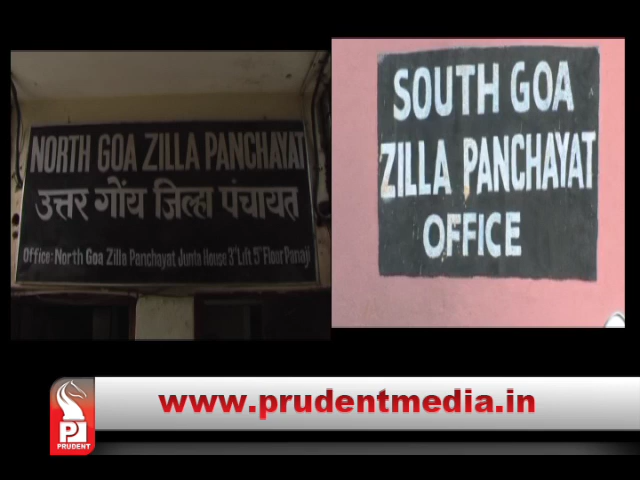 NORTH GOA ZILLA PANCHAYAT
उत्तर गोंय जिल्हा पंचायत
Office: North Goa Zilla Panchayat Junta House 3rd Lift 5th Floor Panaji
SOUTH GOA
ZILLA PANCHAYAT
OFFICE
www.prudentmedia.in
PRUDENT